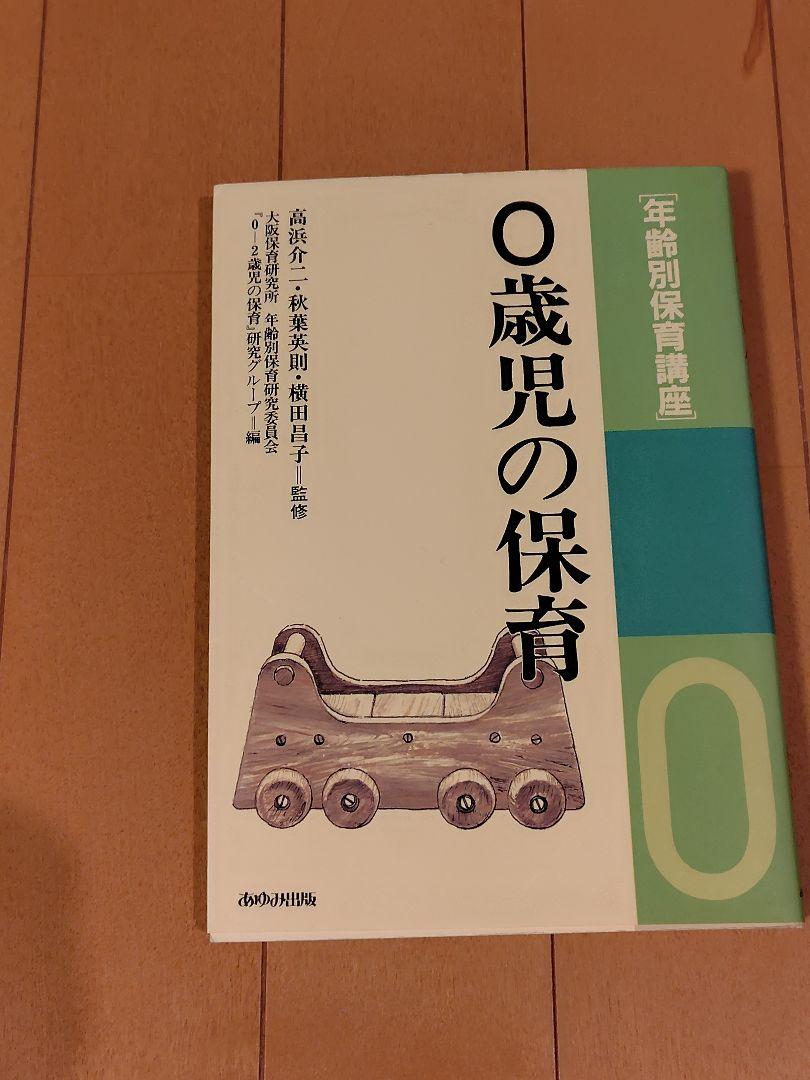 [年齢別保育講座]
0歳児の保育
高浜介二・秋葉英則・横田昌子＝監修
大阪保育研究所 年齢別保育研究委員会
『0―2歳児の保育』研究グループ＝編
0
あゆみ出版